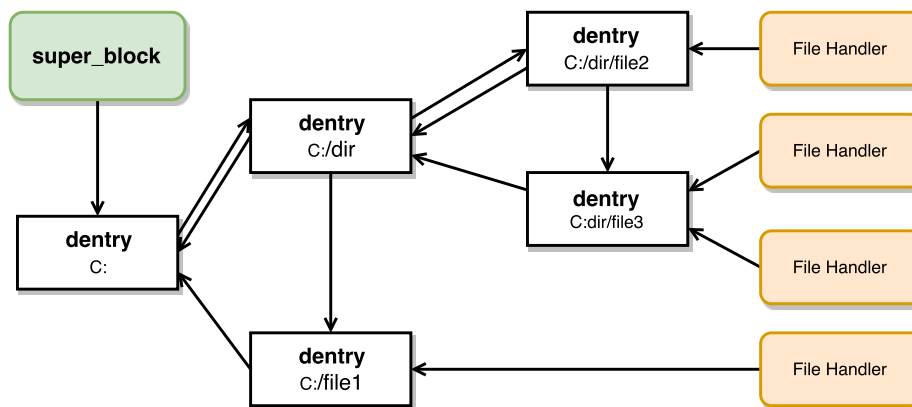 super_block
dentry
C:
dentry
C:/dir
dentry
C:/file1
dentry
C:/dir/file2
dentry
C:dir/file3
File Handler
File Handler
File Handler
File Handler